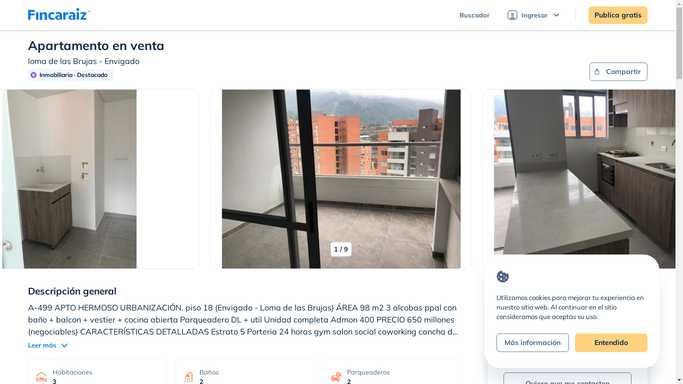 Fincaraiz
Buscador
Ingresar
Publica gratis
Apartamento en venta
loma de las Brujas - Envigado
Inmobiliaria · Destacado
Compartir
1 / 9
Descripción general
A-499 APTO HERMOSO URBANIZACIÓN. piso 18 (Envigado - Loma de las Brujas) ÁREA 98 m2 3 alcobas ppal con
baño + balcon + vestier + cocina abierta Parqueadero DL + util Unidad completa Admon 400 PRECIO 650 millones
(negociables) CARACTERÍSTICAS DETALLADAS Estrato 5 Porteria 24 horas gym salon social coworking cancha d...
Leer más
Habitaciones
3
Baños
2
Parqueaderos
2
Utilizamos cookies para mejorar tu experiencia en
nuestro sitio web. Al continuar en el sitio
consideramos que aceptas su uso.
Más información
Entendido
Quiero que me contacten